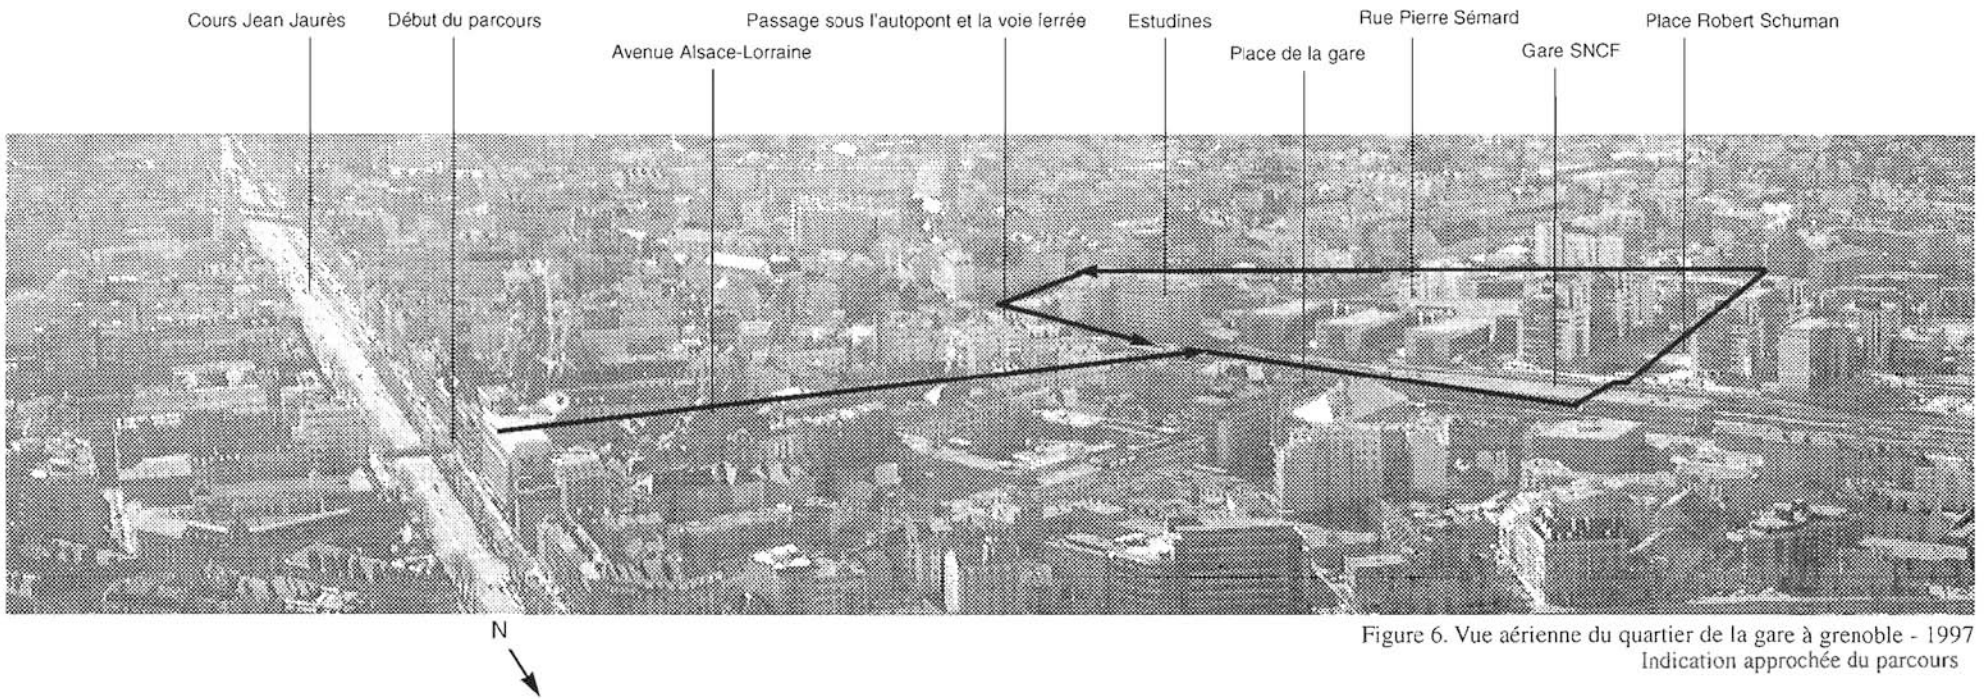 Cours Jean Jaurès
Début du parcours
Avenue Alsace-Lorraine
Passage sous l'autopont et la voie ferrée
Estudines
Place de la gare
Rue Pierre Sémard
Gare SNCF
Place Robert Schuman
N
Figure 6. Vue aérienne du quartier de la gare à grenoble - 1997
Indication approchée du parcours